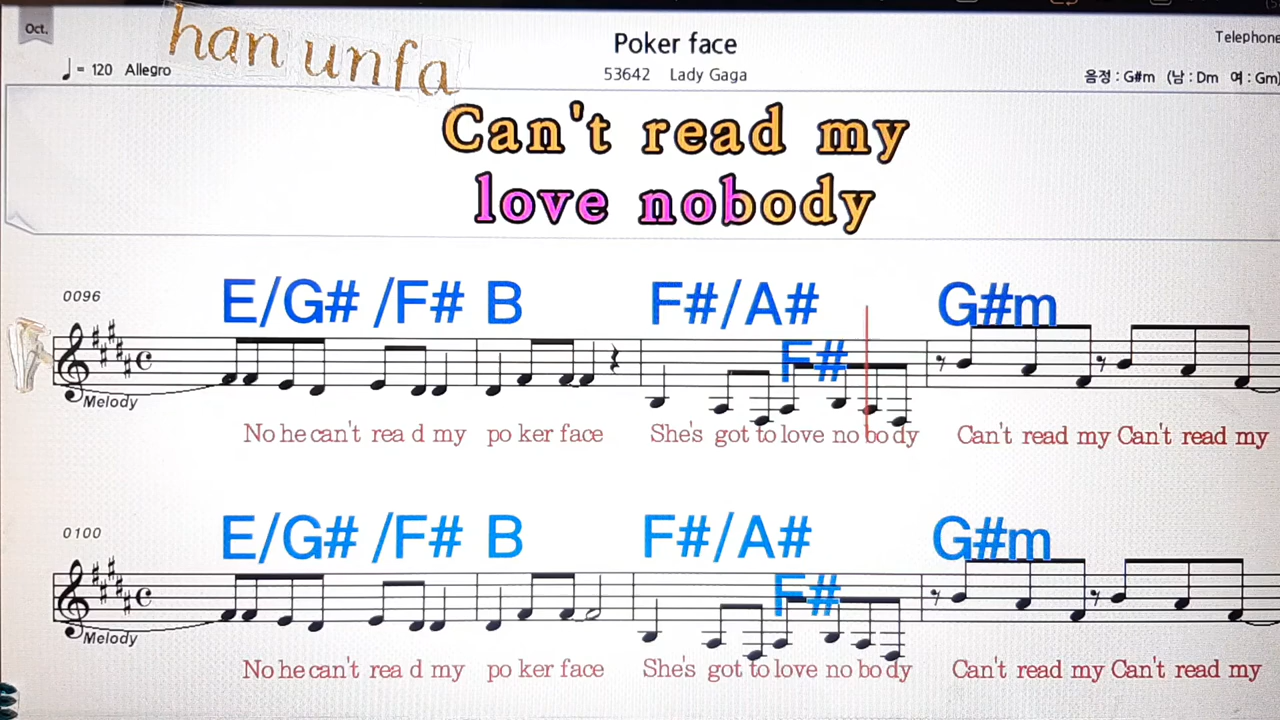 Oct.
han unfa
Poker face
Telephone
♩= 120 Allegro
53642 Lady Gaga
음정 : G#m (남 : Dm 여 : Gm)
Can't read my
love nobody
0096
E/G# /F# B F#/A# G#m
F#
Melody
No he can't rea d my po ker face She's got to love no bo dy Can't read my Can't read my
0100
E/G# /F# B F#/A# G#m
F#
Melody
No he can't rea d my po ker face She's got to love no bo dy Can't read my Can't read my